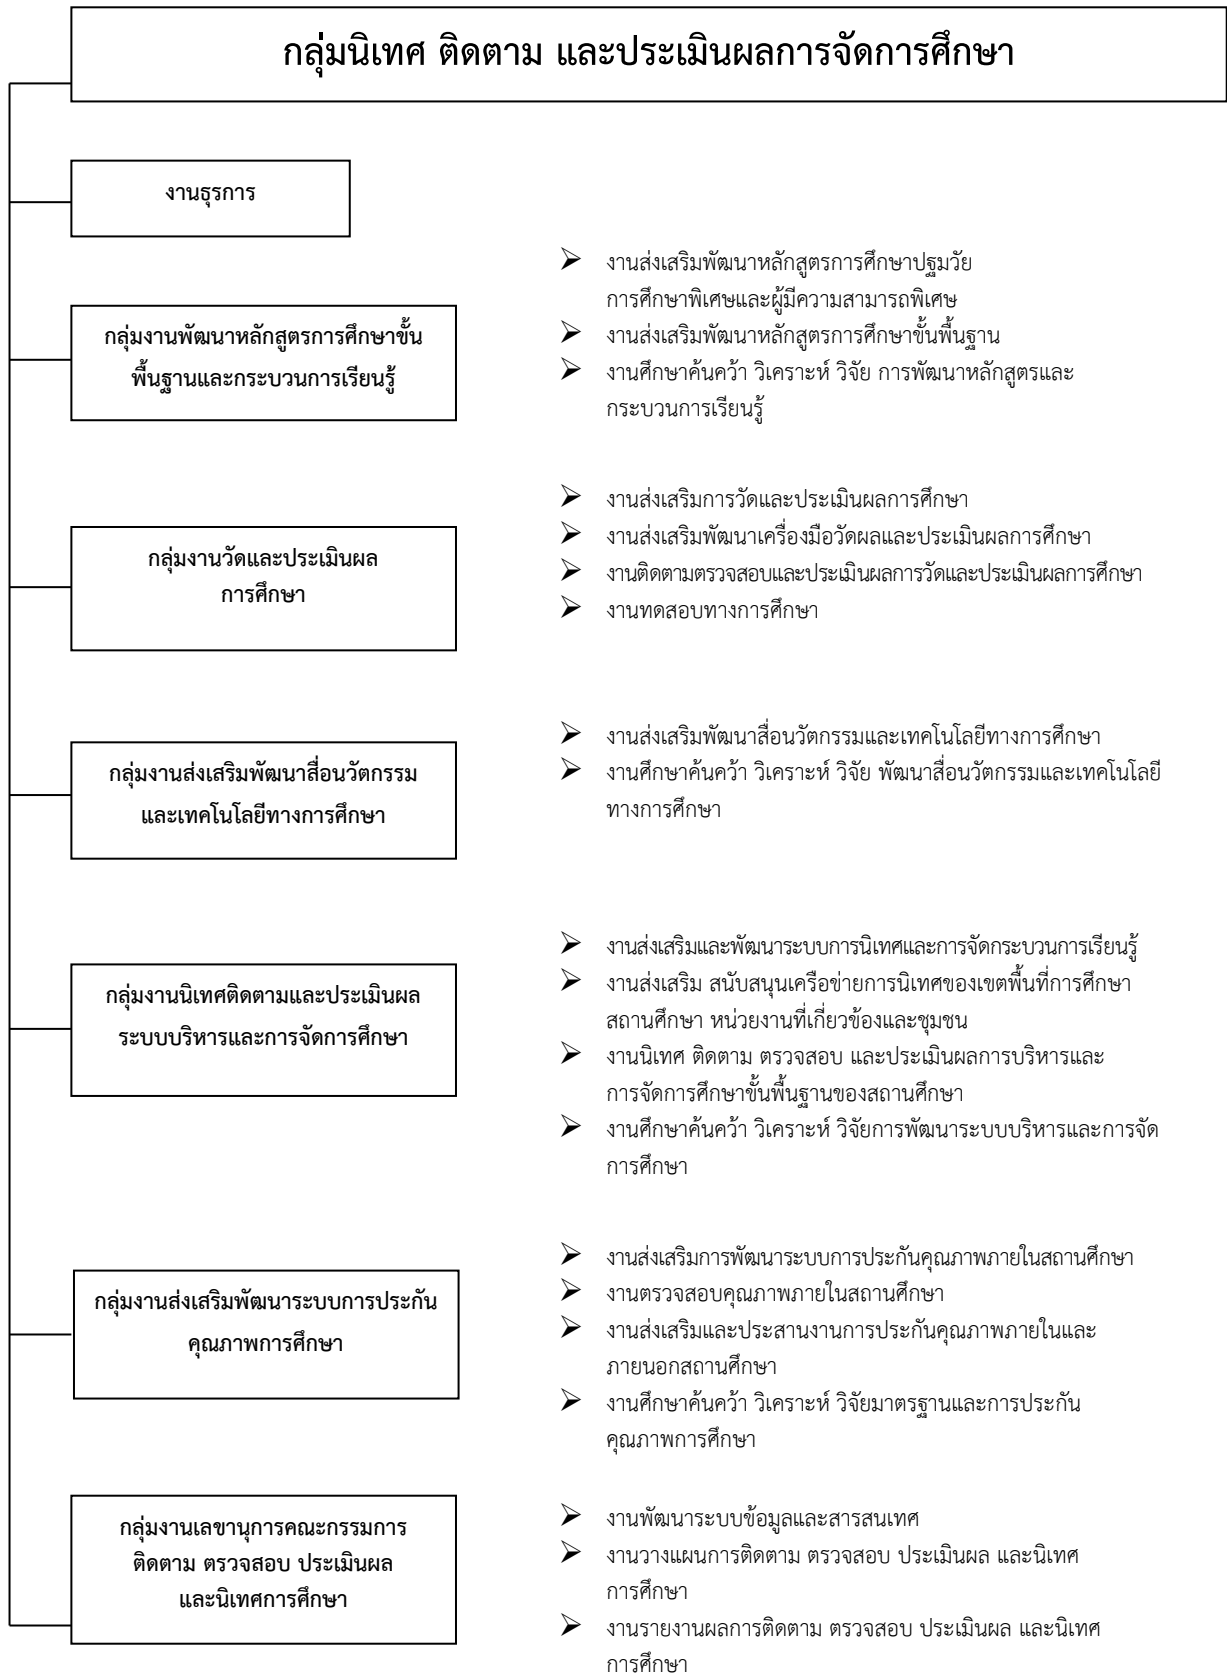 กลุ่มนิเทศ ติดตาม และประเมินผลการจัดการศึกษา
งานธุรการ
กลุ่มงานพัฒนาหลักสูตรการศึกษาขั้น
พื้นฐานและกระบวนการเรียนรู้
งานส่งเสริมพัฒนาหลักสูตรการศึกษาปฐมวัย
การศึกษาพิเศษและผู้มีความสามารถพิเศษ
งานส่งเสริมพัฒนาหลักสูตรการศึกษาขั้นพื้นฐาน
งานศึกษาค้นคว้า วิเคราะห์ วิจัย การพัฒนาหลักสูตรและ
กระบวนการเรียนรู้
กลุ่มงานวัดและประเมินผล
การศึกษา
งานส่งเสริมการวัดและประเมินผลการศึกษา
งานส่งเสริมพัฒนาเครื่องมือวัดผลและประเมินผลการศึกษา
งานติดตามตรวจสอบและประเมินผลการวัดและประเมินผลการศึกษา
งานทดสอบทางการศึกษา
กลุ่มงานส่งเสริมพัฒนาสื่อนวัตกรรม
และเทคโนโลยีทางการศึกษา
งานส่งเสริมพัฒนาสื่อนวัตกรรมและเทคโนโลยีทางการศึกษา
งานศึกษาค้นคว้า วิเคราะห์ วิจัย พัฒนาสื่อนวัตกรรมและเทคโนโลยี
ทางการศึกษา
กลุ่มงานนิเทศติดตามและประเมินผล
ระบบบริหารและการจัดการศึกษา
งานส่งเสริมและพัฒนาระบบการนิเทศและการจัดกระบวนการเรียนรู้
งานส่งเสริม สนับสนุนเครือข่ายการนิเทศของเขตพื้นที่การศึกษา
สถานศึกษา หน่วยงานที่เกี่ยวข้องและชุมชน
งานนิเทศ ติดตาม ตรวจสอบ และประเมินผลการบริหารและ
การจัดการศึกษาขั้นพื้นฐานของสถานศึกษา
งานศึกษาค้นคว้า วิเคราะห์ วิจัยการพัฒนาระบบบริหารและการจัด
การศึกษา
กลุ่มงานส่งเสริมพัฒนาระบบการประกัน
คุณภาพการศึกษา
งานส่งเสริมการพัฒนาระบบการประกันคุณภาพภายในสถานศึกษา
งานตรวจสอบคุณภาพภายในสถานศึกษา
งานส่งเสริมและประสานงานการประกันคุณภาพภายในและ
ภายนอกสถานศึกษา
งานศึกษาค้นคว้า วิเคราะห์ วิจัยมาตรฐานและการประกัน
คุณภาพการศึกษา
กลุ่มงานเลขานุการคณะกรรมการ
ติดตาม ตรวจสอบ ประเมินผล
และนิเทศการศึกษา
งานพัฒนาระบบข้อมูลและสารสนเทศ
งานวางแผนการติดตาม ตรวจสอบ ประเมินผล และนิเทศ
การศึกษา
งานรายงานผลการติดตาม ตรวจสอบ ประเมินผล และนิเทศ
การศึกษา